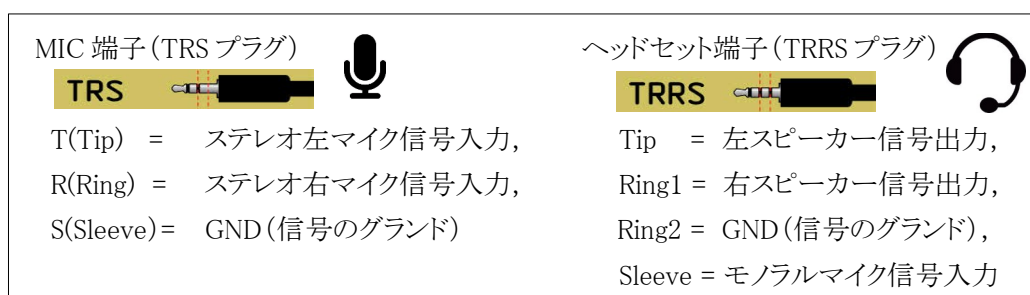 MIC 端子(TRS プラグ)
TRS
T(Tip) = ステレオ左マイク信号入力,
R(Ring) = ステレオ右マイク信号入力,
S(Sleeve)= GND(信号のグランド)
ヘッドセット端子(TRRS プラグ)
TRRS
Tip = 左スピーカー信号出力,
Ring1 = 右スピーカー信号出力,
Ring2 = GND(信号のグランド),
Sleeve = モノラルマイク信号入力